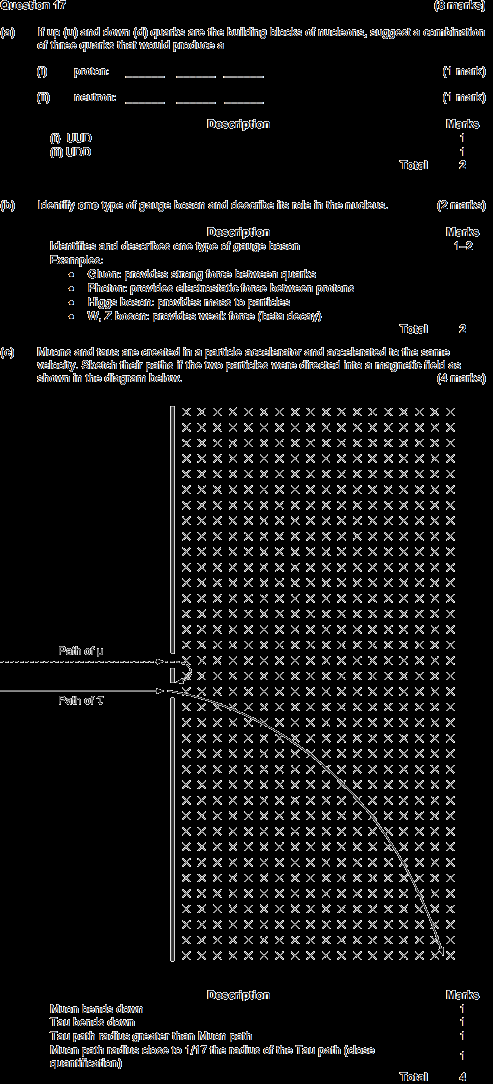 Question 17 (8 marks)
(a) If up (u) and down (d) quarks are the building blocks of nucleons, suggest a combination
of three quarks that would produce a
(i) proton: ______ ______ ______ (1 mark)
(ii) neutron: ______ ______ ______ (1 mark)
Description Marks
(i) UUD 1
(ii) UDD 1
Total 2
(b) Identify one type of gauge boson and describe its role in the nucleus. (2 marks)
Description Marks
Identifies and describes one type of gauge boson 1–2
Examples:
• Gluon: provides strong force between quarks
• Photon: provides electrostatic force between protons
• Higgs boson: provides mass to particles
• W, Z boson: provides weak force (beta decay)
Total 2
(c) Muons and taus are created in a particle accelerator and accelerated to the same
velocity. Sketch their paths if the two particles were directed into a magnetic field as
shown in the diagram below. (4 marks)
Path of μ
Path of τ
Description Marks
Muon bends down 1
Tau bends down 1
Tau path radius greater than Muon path 1
Muon path radius close to 1/17 the radius of the Tau path (close
quantification) 1
Total 4